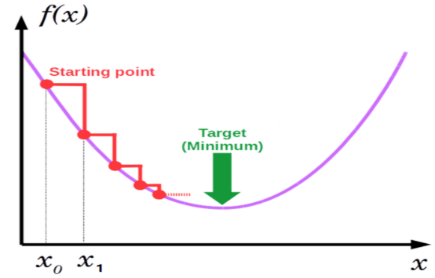 f(x)
Starting point
Target
(Minimum)
x₀
x₁
x